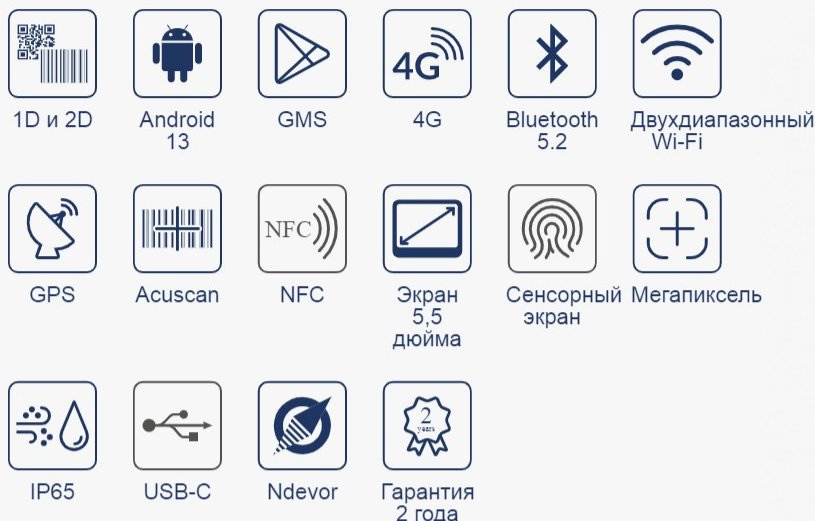 4G
1D и 2D
Android
13
GMS
4G
Bluetooth
5.2
Двухдиапазонный
Wi-Fi
NFC
GPS
Acuscan
NFC
Экран
5,5
дюйма
Сенсорный
экран
Мегапиксель
2
years
IP65
USB-C
Ndevor
Гарантия
2 года